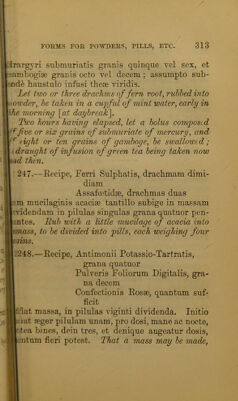 FORMS FOR POWDERS, PILLS, ETC. 313
drargyri submuriatis granis quinque vel sex, et
gambogiæ granis octo vel decem; assumpto sub-
indè haustulo infusi theæ viridis.
Let two or three drachms of fern root, rubbed into
powder, be taken in a cupful of mint water, early in
the morning [at daybreak].
Two hours having elapsed, let a bolus composed
of five or six grains of submuriate of mercury, and
of eight or ten grains of gamboge, be swallowed;
a draught of infusion of green tea being taken now
and then.
247.—Recipe, Ferri Sulphatis, drachmam dimi-
diam
Assafœtidæ, drachmas duas
um mucilaginis acaciæ tantillo subige in massam
evidendam in pilulas singulas grana quatuor pen-
entes. Rub with a little mucilage of acacia into
mass, to be divided into pills, each weighing four
rains.
248.—Recipe, Antimonii Potassio-Tartratis,
grana quatuor
Pulveris Foliorum Digitalis, gra-
na decem
Confectionis Rosæ, quantum suf-
ficit
fiat massa, in pilulas viginti dividenda. Initio
sumat æger pilulam unam, pro dosi, mane ac nocte,
dein tres, et denique augeatur dosis,
fieri potest. That a mass may be made,